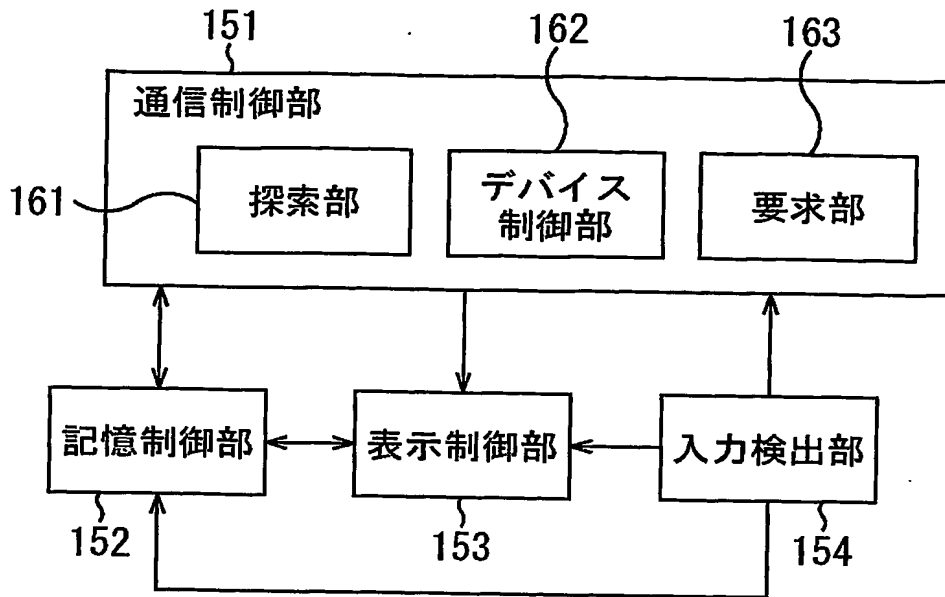 151
162
163
通信制御部
161
探索部
デバイス
制御部
要求部
記憶制御部
表示制御部
入力検出部
152
153
154